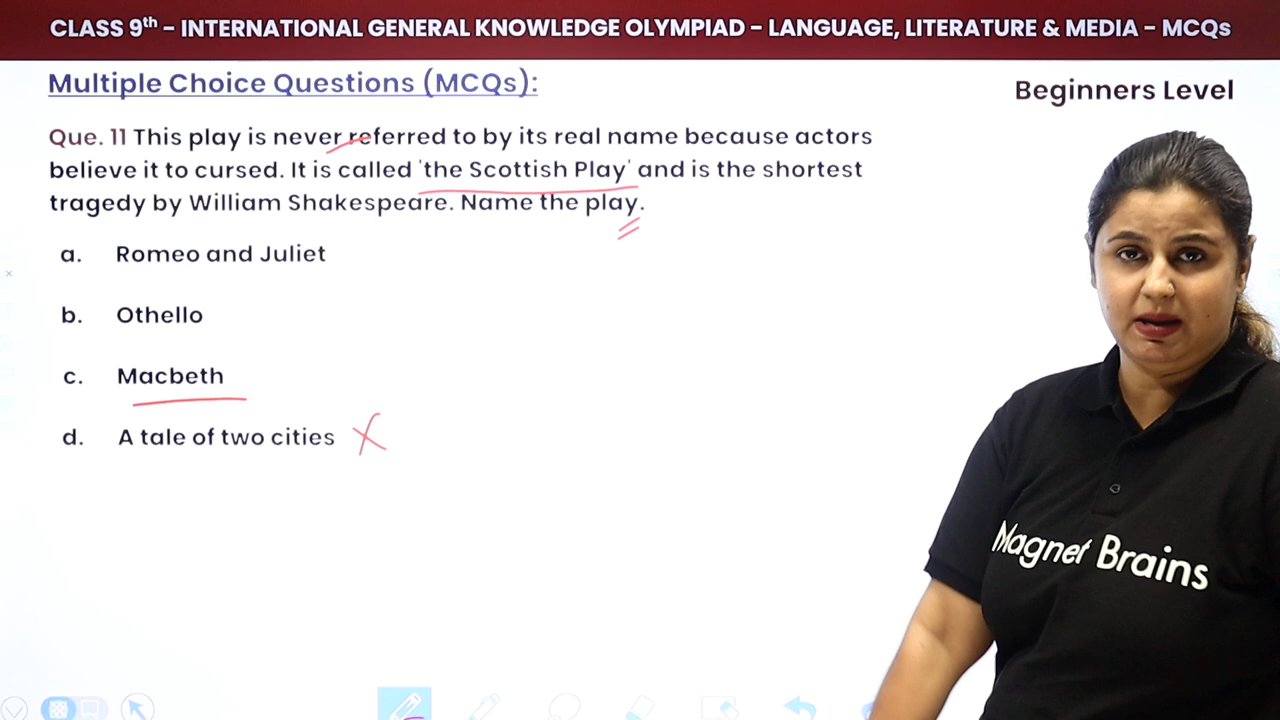 CLASS 9th - INTERNATIONAL GENERAL KNOWLEDGE OLYMPIAD - LANGUAGE, LITERATURE & MEDIA - MCQs
Multiple Choice Questions (MCQs):
Beginners Level
Que. 11 This play is never referred to by its real name because actors
believe it to cursed. It is called 'the Scottish Play' and is the shortest
tragedy by William Shakespeare. Name the play.
a. Romeo and Juliet
b. Othello
c. Macbeth
d. A tale of two cities
Magnet Brains